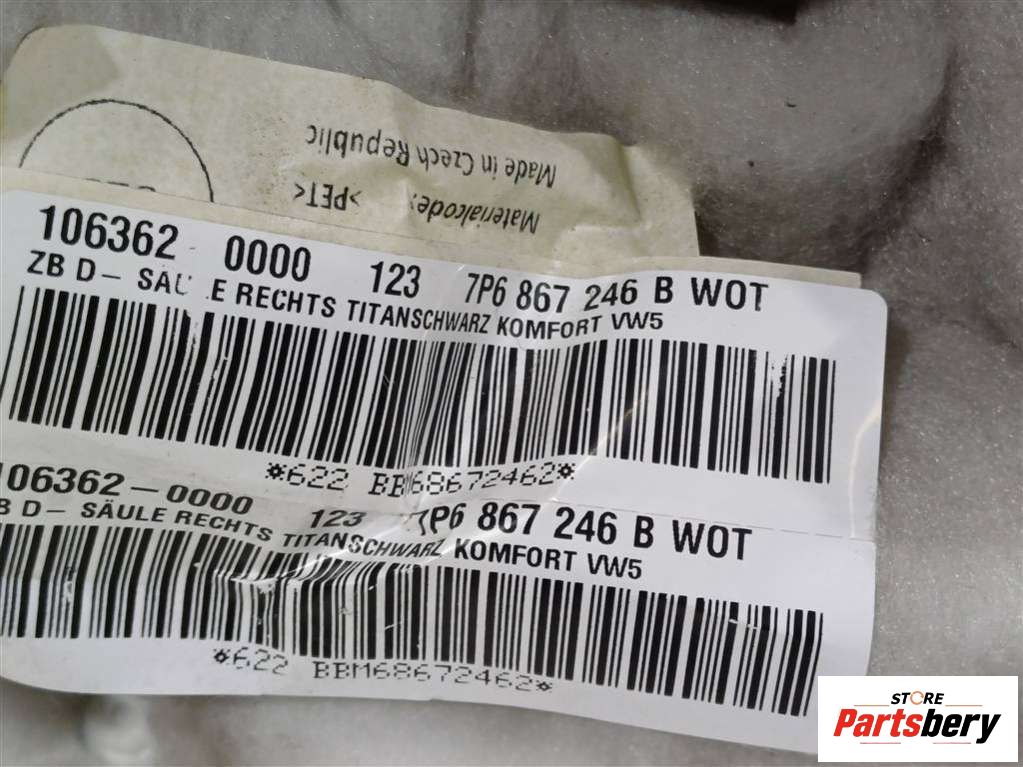 Made in Czech Republic
Materialcode: >PET<
106362 0000 123 7P6 867 246 B WOT
ZB D- SÄULE RECHTS TITANSCHWARZ KOMFORT VW5
*622 BBM68672462*
106362-0000 123 7P6 867 246 B WOT
B D- SÄULE RECHTS TITANSCHWARZ KOMFORT VW5
*622 BBM68672462*
STORE
Partsbery